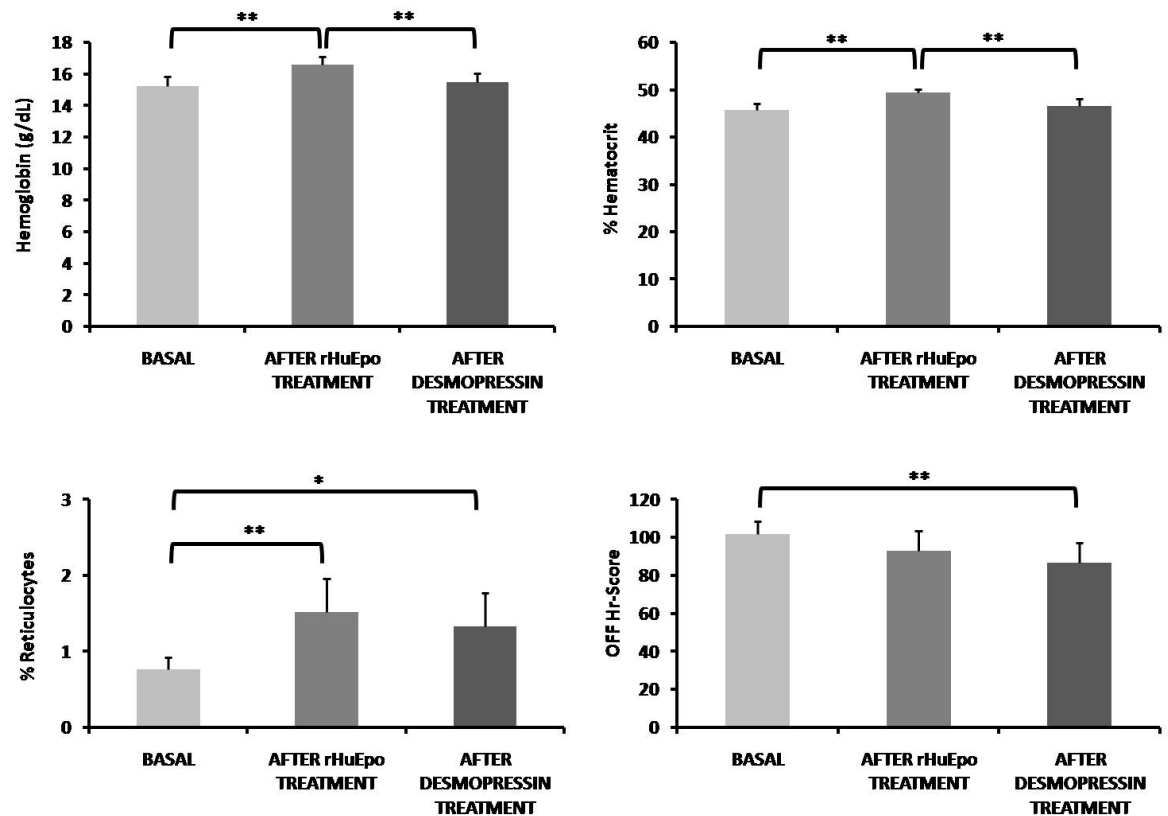 ** **
Hemoglobin (g/dL)
18
16
14
12
10
8
6
4
2
0
BASAL
AFTER rHuEpo
TREATMENT
AFTER
DESMOPRESSIN
TREATMENT
** **
% Hematocrit
60
50
40
30
20
10
0
BASAL
AFTER rHuEpo
TREATMENT
AFTER
DESMOPRESSIN
TREATMENT
*
**
% Reticulocytes
3
2
1
0
BASAL
AFTER rHuEpo
TREATMENT
AFTER
DESMOPRESSIN
TREATMENT
**
OFF Hr-Score
120
100
80
60
40
20
0
BASAL
AFTER rHuEpo
TREATMENT
AFTER
DESMOPRESSIN
TREATMENT